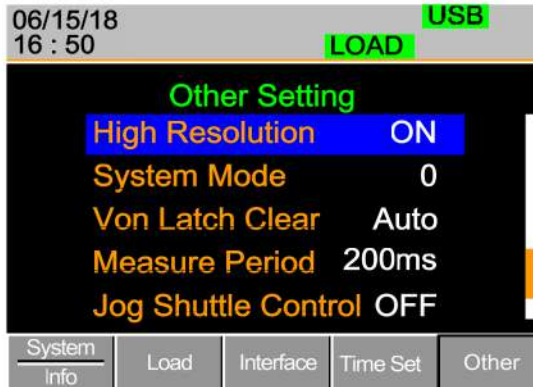 06/15/18 USB
16 : 50 LOAD
Other Setting
High Resolution ON
System Mode 0
Von Latch Clear Auto
Measure Period 200ms
Jog Shuttle Control OFF
System
Info
Load
Interface
Time Set
Other